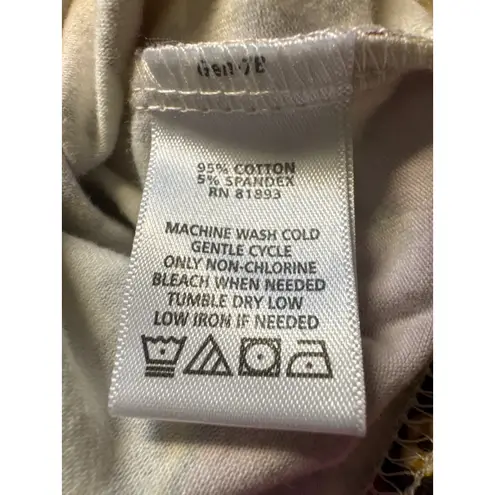 95% COTTON
5% SPANDEX
RN 81893
MACHINE WASH COLD
GENTLE CYCLE
ONLY NON-CHLORINE
BLEACH WHEN NEEDED
TUMBLE DRY LOW
LOW IRON IF NEEDED